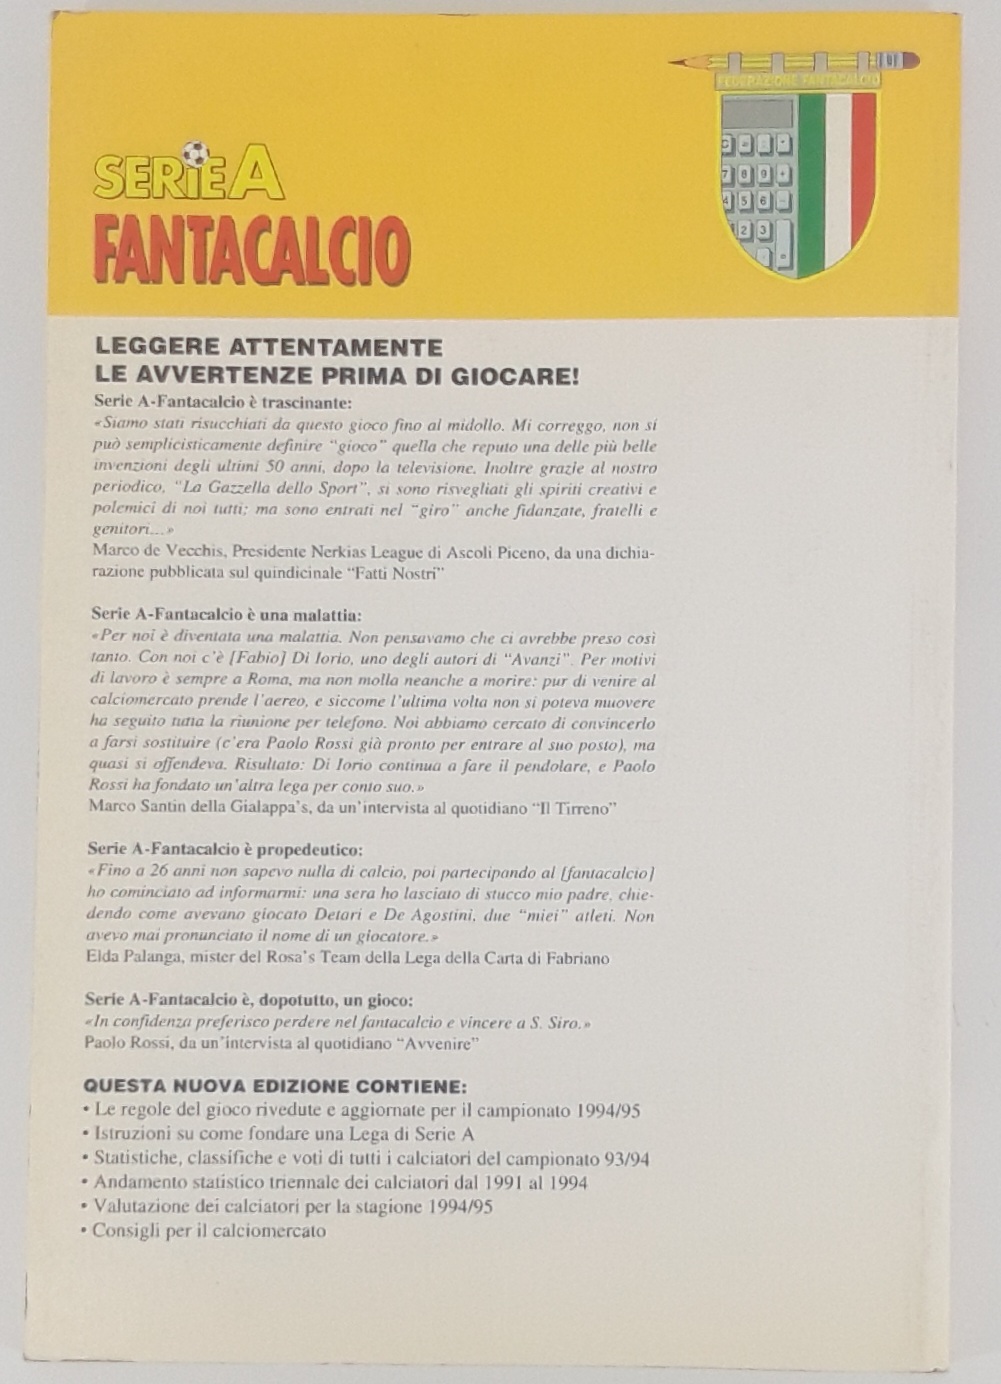 FEDERAZIONE FANTACALCIO
SERIE A
FANTACALCIO
C
7 8 9 +
4 5 6 -
2 3
LEGGERE ATTENTAMENTE
LE AVVERTENZE PRIMA DI GIOCARE!
Serie A-Fantacalcio è trascinante:
«Siamo stati risucchiati da questo gioco fino al midollo. Mi correggo, non si
può semplicisticamente definire “gioco” quella che reputo una delle più belle
invenzioni degli ultimi 50 anni, dopo la televisione. Inoltre grazie al nostro
periodico, “La Gazzella dello Sport”, si sono risvegliati gli spiriti creativi e
polemici di noi tutti; ma sono entrati nel “giro” anche fidanzate, fratelli e
genitori...»
Marco de Vecchis, Presidente Nerkias League di Ascoli Piceno, da una dichia-
razione pubblicata sul quindicinale “Fatti Nostri”
Serie A-Fantacalcio è una malattia:
«Per noi è diventata una malattia. Non pensavamo che ci avrebbe preso così
tanto. Con noi c’è [Fabio] Di Iorio, uno degli autori di “Avanzi”. Per motivi
di lavoro è sempre a Roma, ma non molla neanche a morire: pur di venire al
calciomercato prende l’aereo, e siccome l’ultima volta non si poteva muovere
ha seguito tutta la riunione per telefono. Noi abbiamo cercato di convincerlo
a farsi sostituire (c’era Paolo Rossi già pronto per entrare al suo posto), ma
quasi si offendeva. Risultato: Di Iorio continua a fare il pendolare, e Paolo
Rossi ha fondato un’altra lega per conto suo.»
Marco Santin della Gialappa’s, da un’intervista al quotidiano “Il Tirreno”
Serie A-Fantacalcio è propedeutico:
«Fino a 26 anni non sapevo nulla di calcio, poi partecipando al [fantacalcio]
ho cominciato ad informarmi: una sera ho lasciato di stucco mio padre, chie-
dendo come avevano giocato Detari e De Agostini, due “miei” atleti. Non
avevo mai pronunciato il nome di un giocatore.»
Elda Palanga, mister del Rosa’s Team della Lega della Carta di Fabriano
Serie A-Fantacalcio è, dopotutto, un gioco:
«In confidenza preferisco perdere nel fantacalcio e vincere a S. Siro.»
Paolo Rossi, da un’intervista al quotidiano “Avvenire”
QUESTA NUOVA EDIZIONE CONTIENE:
• Le regole del gioco rivedute e aggiornate per il campionato 1994/95
• Istruzioni su come fondare una Lega di Serie A
• Statistiche, classifiche e voti di tutti i calciatori del campionato 93/94
• Andamento statistico triennale dei calciatori dal 1991 al 1994
• Valutazione dei calciatori per la stagione 1994/95
• Consigli per il calciomercato